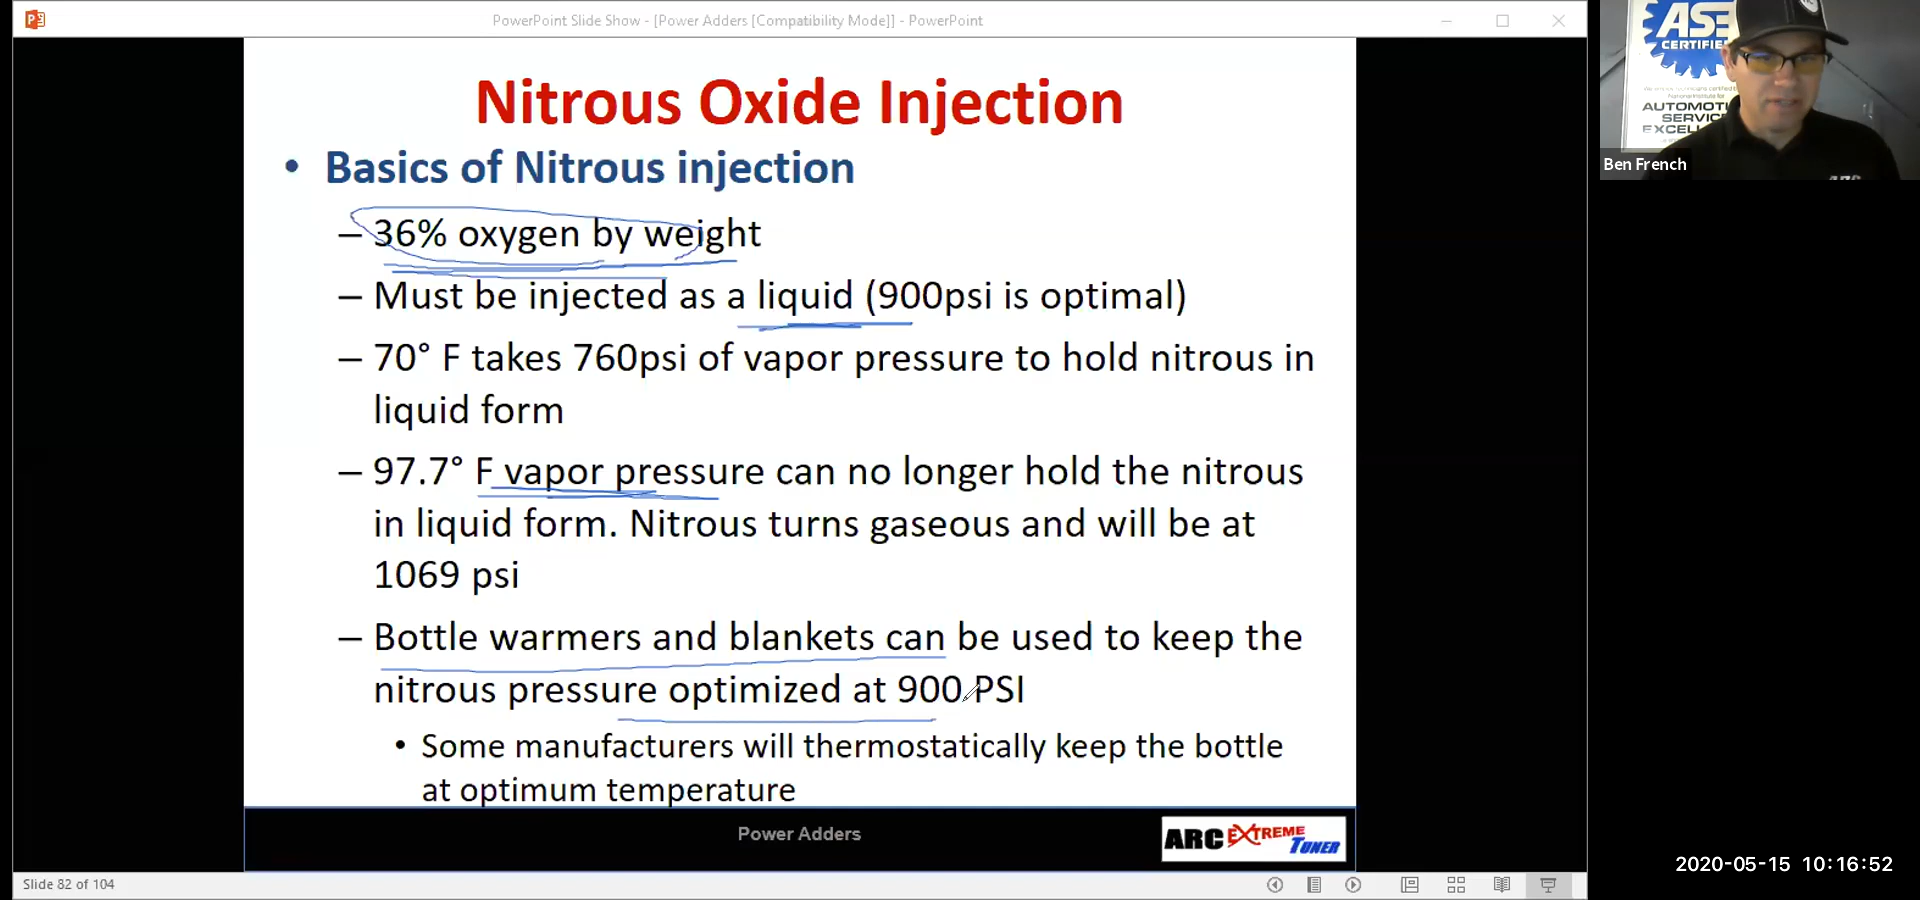 PowerPoint Slide Show - [Power Adders [Compatibility Mode]] - PowerPoint
Nitrous Oxide Injection
• Basics of Nitrous injection
– 36% oxygen by weight
– Must be injected as a liquid (900psi is optimal)
– 70° F takes 760psi of vapor pressure to hold nitrous in
liquid form
– 97.7° F vapor pressure can no longer hold the nitrous
in liquid form. Nitrous turns gaseous and will be at
1069 psi
– Bottle warmers and blankets can be used to keep the
nitrous pressure optimized at 900 PSI
• Some manufacturers will thermostatically keep the bottle
at optimum temperature
Power Adders
ARC EXTREME
TUNER
Slide 82 of 104
ASE
CERTIFIE
AUTOMOTI
SERVIC
EXCELL
Ben French
2020-05-15 10:16:52